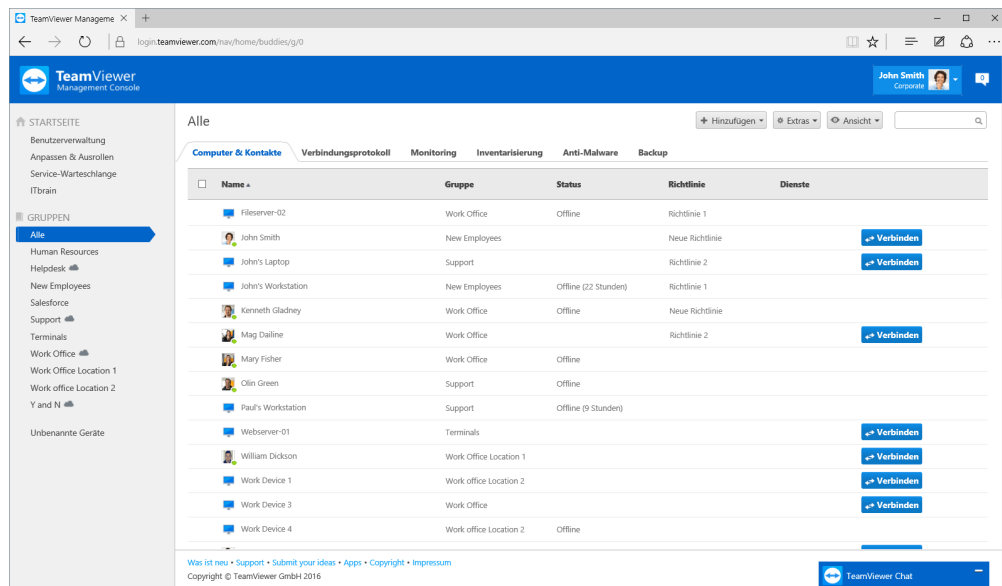 TeamViewer Manageme
login.teamviewer.com/nav/home/buddies/g/0
TeamViewer
Management Console
John Smith
Corporate
0
STARTSEITE
Benutzerverwaltung
Anpassen & Ausrollen
Service-Warteschlange
ITbrain
GRUPPEN
Alle
Human Resources
Helpdesk
New Employees
Salesforce
Support
Terminals
Work Office
Work Office Location 1
Work office Location 2
Y and N
Unbenannte Geräte
Alle
Hinzufügen
Extras
Ansicht
Computer & Kontakte Verbindungsprotokoll Monitoring Inventarisierung Anti-Malware Backup
Name Gruppe Status Richtlinie Dienste
Fileserver-02 Work Office Offline Richtlinie 1
John Smith New Employees Neue Richtlinie Verbinden
John's Laptop Support Richtlinie 2 Verbinden
John's Workstation New Employees Offline (22 Stunden) Richtlinie 1
Kenneth Gladney Work Office Offline Neue Richtlinie
Mag Dailine Work Office Richtlinie 2 Verbinden
Mary Fisher Work Office Offline
Olin Green Support Offline
Paul's Workstation Support Offline (9 Stunden)
Webserver-01 Terminals Verbinden
William Dickson Work Office Location 1 Verbinden
Work Device 1 Work office Location 2 Verbinden
Work Device 3 Work Office Verbinden
Work Device 4 Work office Location 2 Offline
Was ist neu • Support • Submit your ideas • Apps • Copyright • Impressum
Copyright © TeamViewer GmbH 2016
TeamViewer Chat